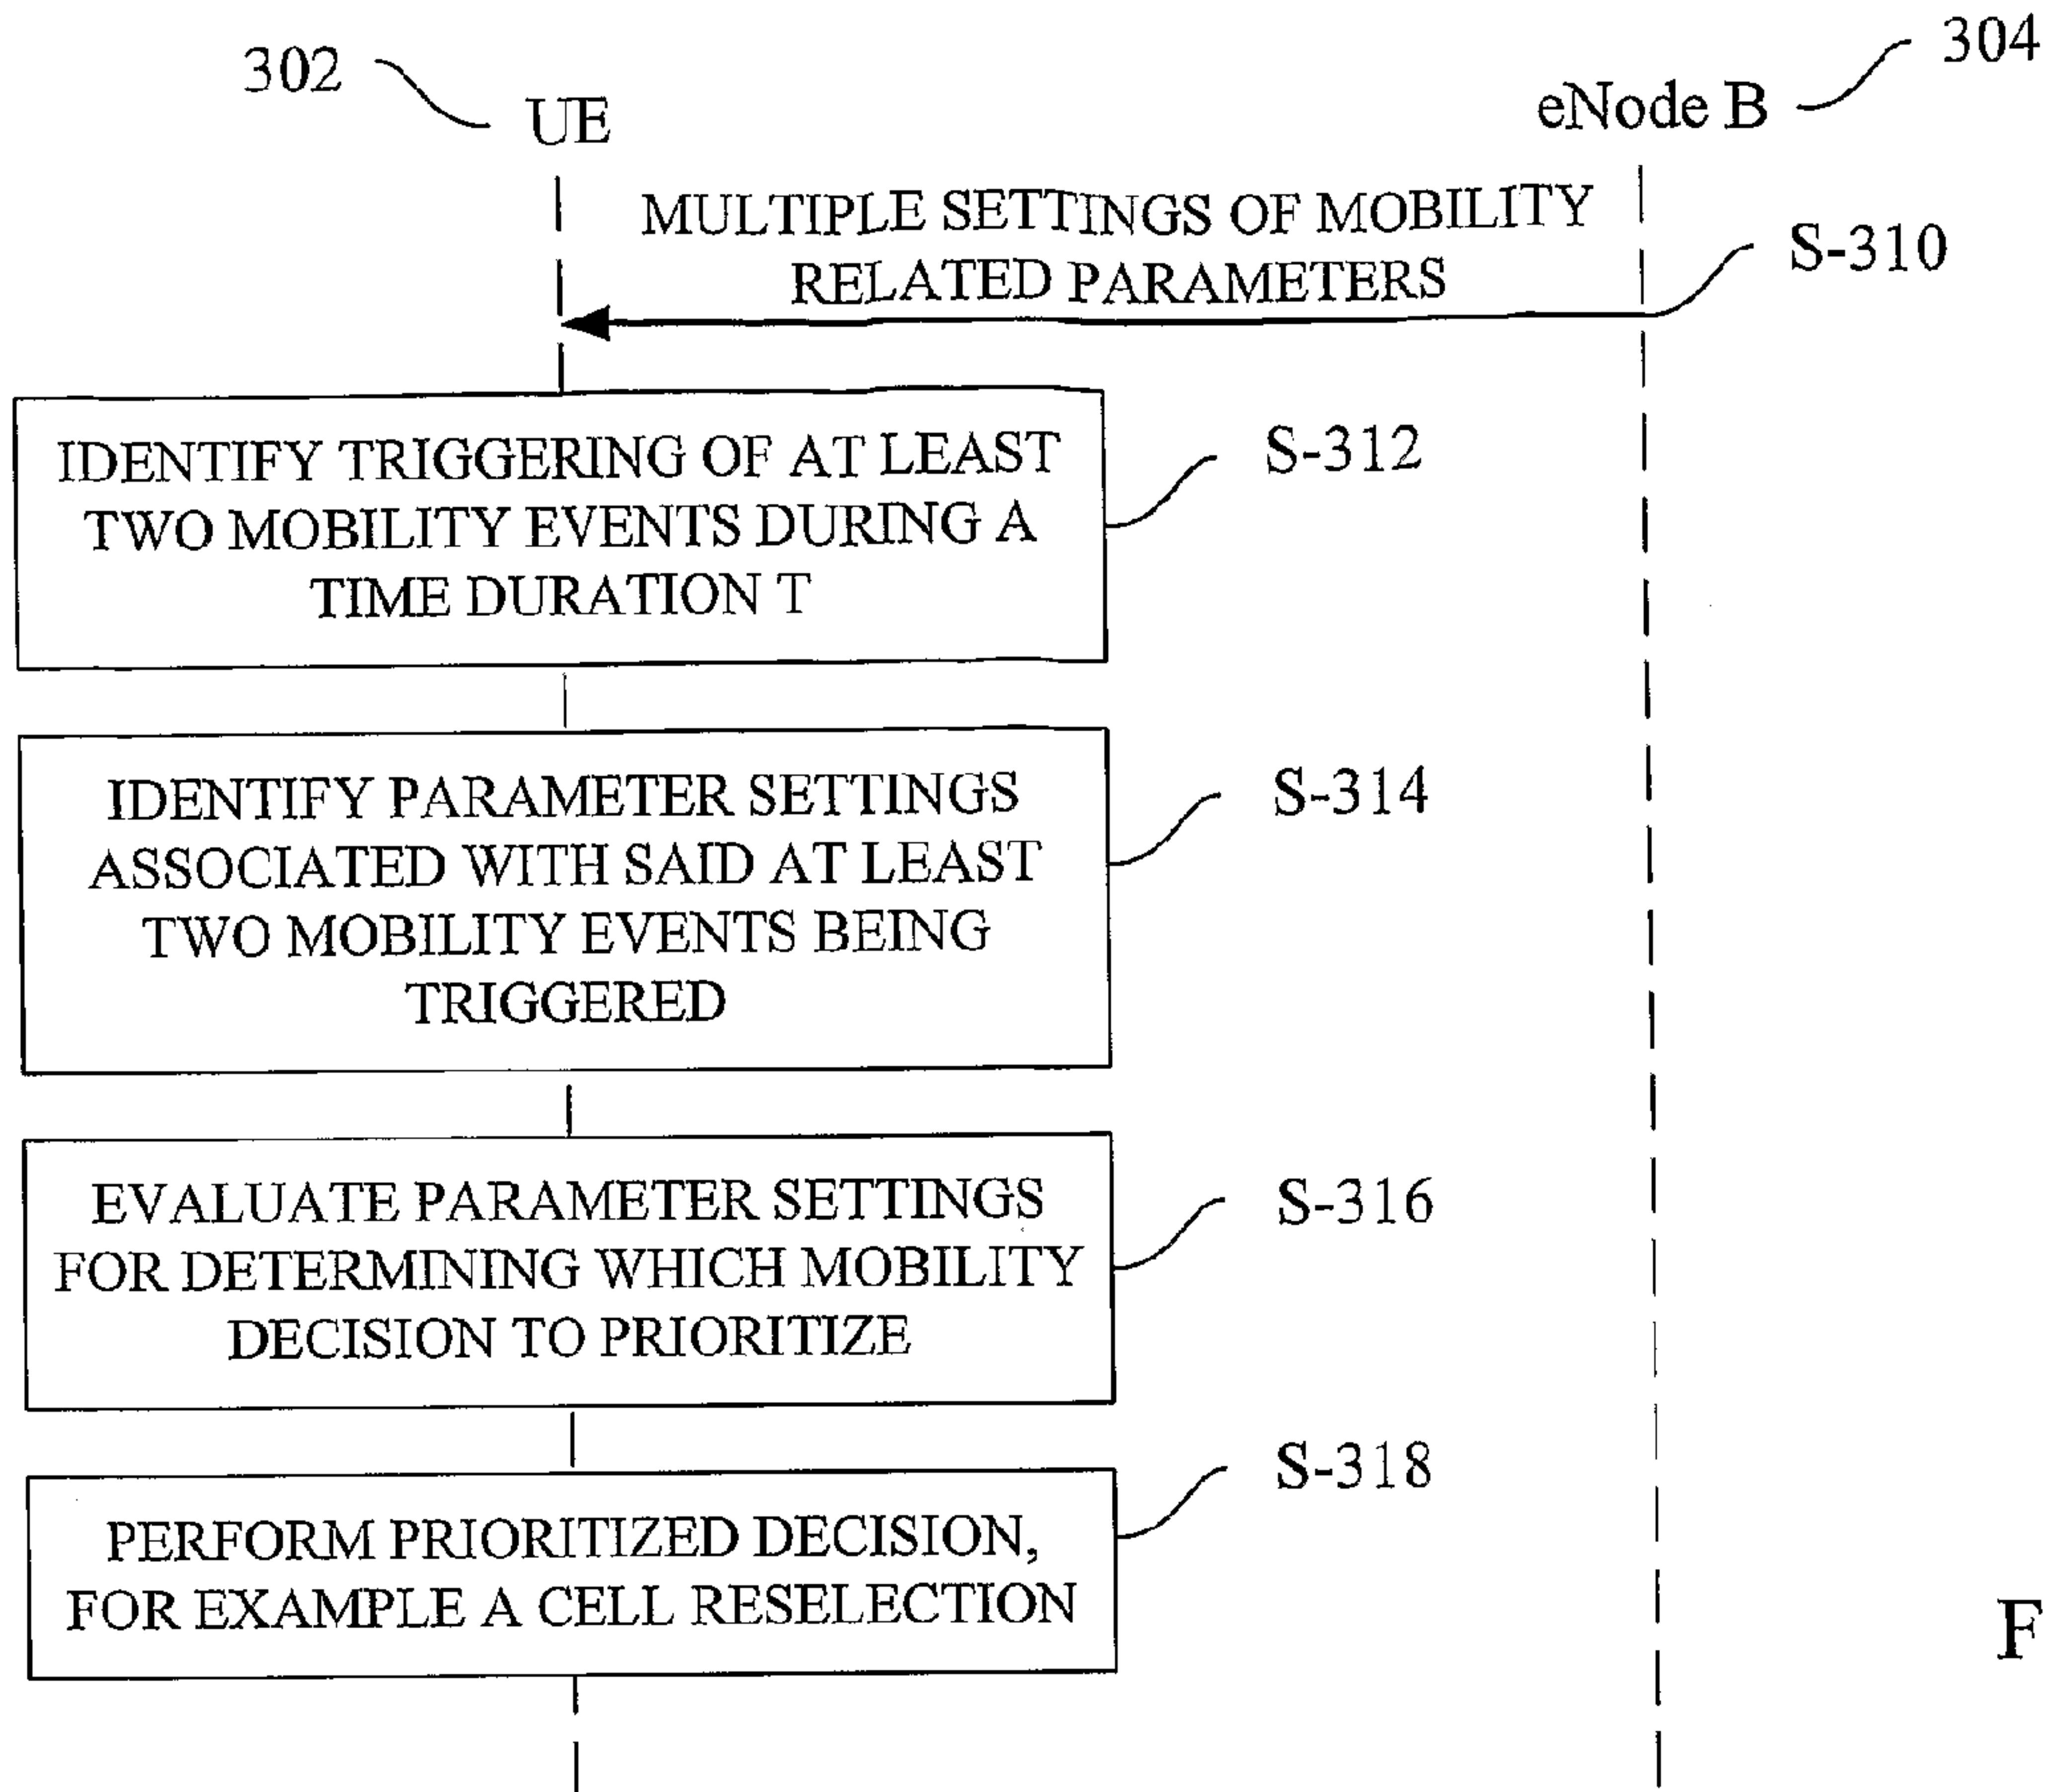 302
UE
eNode B
304
MULTIPLE SETTINGS OF MOBILITY
RELATED PARAMETERS
S-310
IDENTIFY TRIGGERING OF AT LEAST
TWO MOBILITY EVENTS DURING A
TIME DURATION T
S-312
IDENTIFY PARAMETER SETTINGS
ASSOCIATED WITH SAID AT LEAST
TWO MOBILITY EVENTS BEING
TRIGGERED
S-314
EVALUATE PARAMETER SETTINGS
FOR DETERMINING WHICH MOBILITY
DECISION TO PRIORITIZE
S-316
PERFORM PRIORITIZED DECISION,
FOR EXAMPLE A CELL RESELECTION
S-318
F